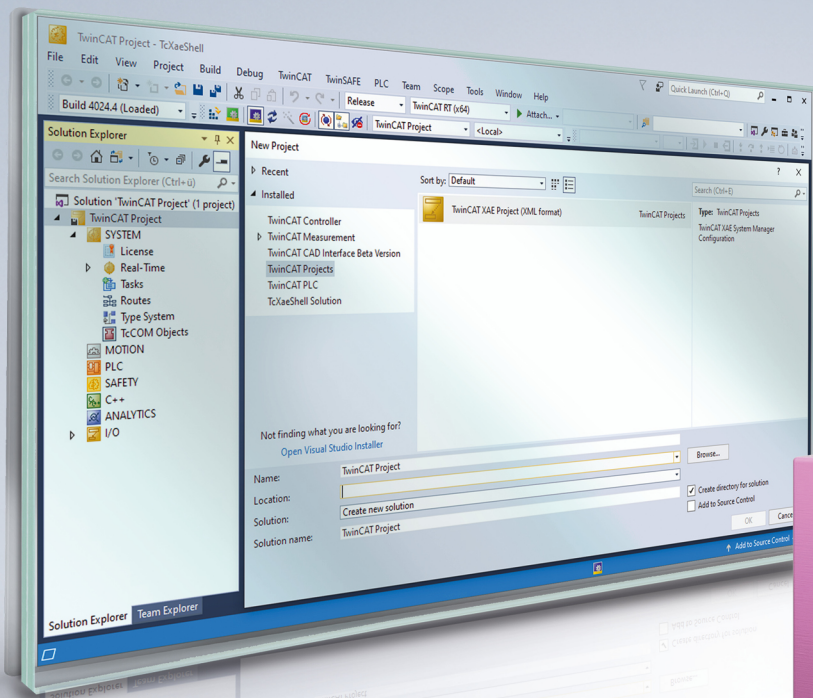 TwinCAT Project - TcXaeShell
File Edit View Project Build Debug TwinCAT TwinSAFE PLC Team Scope Tools Window Help
Quick Launch (Ctrl+Q)
Release TwinCAT RT (x64) Attach...
Build 4024.4 (Loaded) TwinCAT Project <Local>
Solution Explorer
Search Solution Explorer (Ctrl+ü)
Solution 'TwinCAT Project' (1 project)
TwinCAT Project
SYSTEM
License
Real-Time
Tasks
Routes
Type System
TcCOM Objects
MOTION
PLC
SAFETY
C++
ANALYTICS
I/O
Solution Explorer Team Explorer
New Project
? X
Recent
Installed
TwinCAT Controller
TwinCAT Measurement
TwinCAT CAD Interface Beta Version
TwinCAT Projects
TwinCAT PLC
TcXaeShell Solution
Not finding what you are looking for?
Open Visual Studio Installer
Sort by: Default
TwinCAT XAE Project (XML format) TwinCAT Projects
Search (Ctrl+E)
Type: TwinCAT Projects
TwinCAT XAE System Manager
Configuration
Name: TwinCAT Project
Location:
Browse...
Solution: Create new solution
Solution name: TwinCAT Project
Create directory for solution
Add to Source Control
OK Cance
Add to Source Control